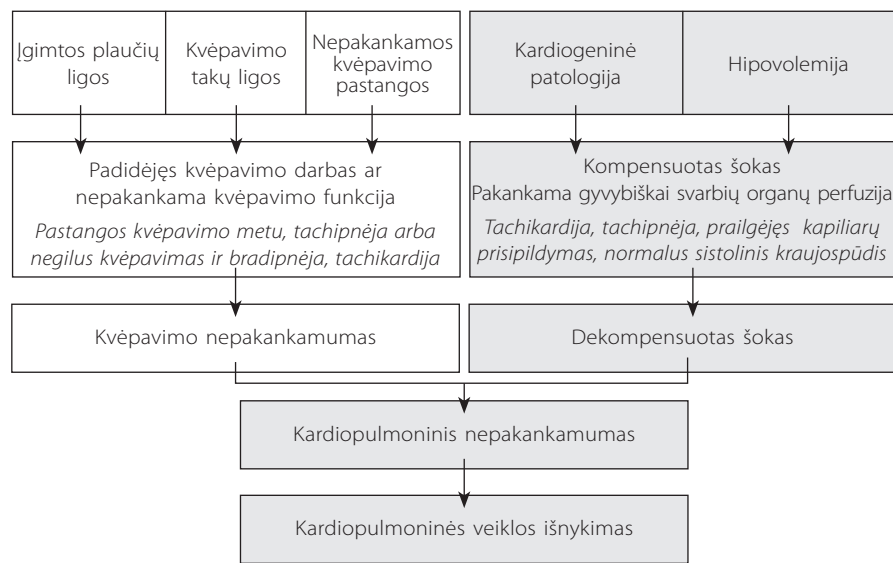 Įgimtos plaučių
ligos
Kvėpavimo
takų ligos
Nepakankamos
kvėpavimo
pastangos
Kardiogeninė
patologija
Hipovolemija
Padidėjęs kvėpavimo darbas ar
nepakankama kvėpavimo funkcija
Pastangos kvėpavimo metu, tachipnėja arba
negilus kvėpavimas ir bradipnėja, tachikardija
Kompensuotas šokas
Pakankama gyvybiškai svarbių organų perfuzija
Tachikardija, tachipnėja, prailgėjęs kapiliarų
prisipildymas, normalus sistolinis kraujospūdis
Kvėpavimo nepakankamumas
Dekompensuotas šokas
Kardiopulmoninis nepakankamumas
Kardiopulmoninės veiklos išnykimas